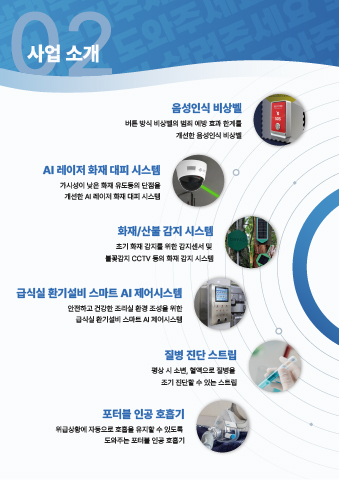 02
사업 소개
음성인식 비상벨
버튼 방식 비상벨의 범죄 예방 효과 한계를
개선한 음성인식 비상벨
AI 레이저 화재 대피 시스템
가시성이 낮은 화재 유도등의 단점을
개선한 AI 레이저 화재 대피 시스템
화재/산불 감지 시스템
초기 화재 감지를 위한 감지센서 및
불꽃감지 CCTV 등의 화재 감지 시스템
급식실 환기설비 스마트 AI 제어시스템
안전하고 건강한 조리실 환경 조성을 위한
급식실 환기설비 스마트 AI 제어시스템
질병 진단 스트립
평상 시 소변, 혈액으로 질병을
조기 진단할 수 있는 스트립
포터블 인공 호흡기
위급상황에 자동으로 호흡을 유지할 수 있도록
도와주는 포터블 인공 호흡기